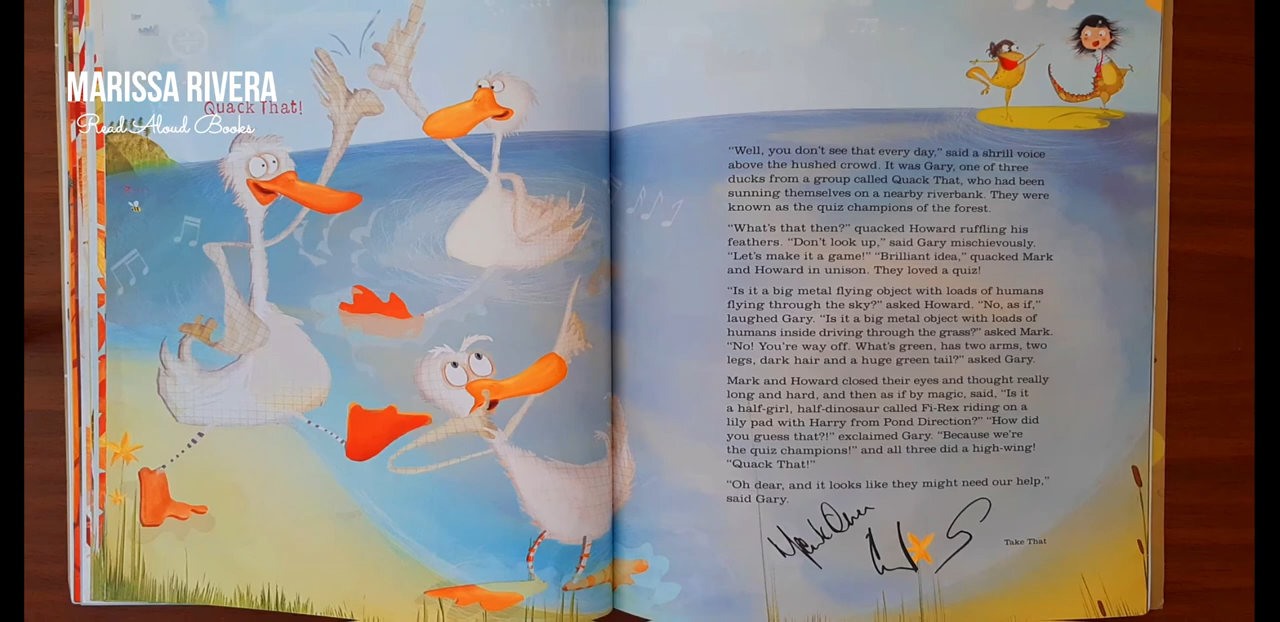 MARISSA RIVERA
Quack That!
Read Aloud Books
“Well, you don't see that every day,” said a shrill voice
above the hushed crowd. It was Gary, one of three
ducks from a group called Quack That, who had been
sunning themselves on a nearby riverbank. They were
known as the quiz champions of the forest.
“What's that then?” quacked Howard ruffling his
feathers. “Don't look up,” said Gary mischievously.
“Let's make it a game!” “Brilliant idea,” quacked Mark
and Howard in unison. They loved a quiz!
“Is it a big metal flying object with loads of humans
flying through the sky?” asked Howard. “No, as if,”
laughed Gary. “Is it a big metal object with loads of
humans inside driving through the grass?” asked Mark.
“No! You're way off. What's green, has two arms, two
legs, dark hair and a huge green tail?” asked Gary.
Mark and Howard closed their eyes and thought really
long and hard, and then as if by magic, said, “Is it
a half-girl, half-dinosaur called Fi-Rex riding on a
lily pad with Harry from Pond Direction?” “How did
you guess that?!” exclaimed Gary. “Because we're
the quiz champions!” and all three did a high-wing!
“Quack That!”
“Oh dear, and it looks like they might need our help,”
said Gary.
Mark Owen
Take That